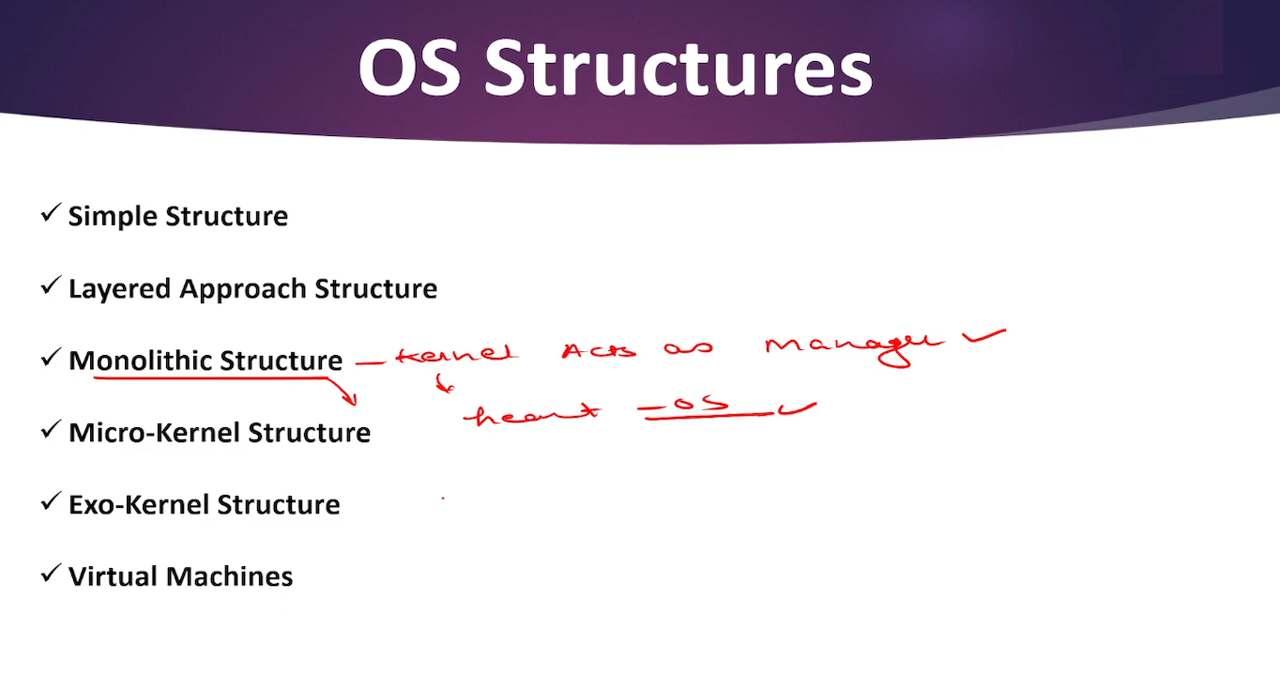 OS Structures
✓ Simple Structure
✓ Layered Approach Structure
✓ Monolithic Structure – Kernel Acts as Manager ✓
heart – OS ✓
✓ Micro-Kernel Structure
✓ Exo-Kernel Structure
✓ Virtual Machines